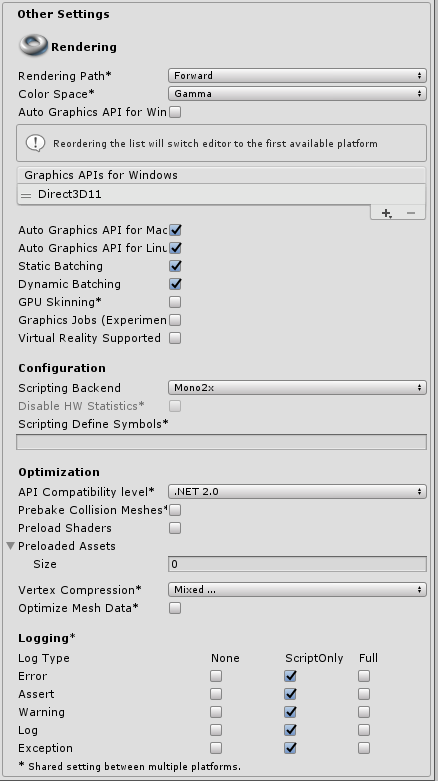 Other Settings
Rendering
Rendering Path* Forward
Color Space* Gamma
Auto Graphics API for Win
Reordering the list will switch editor to the first available platform
Graphics APIs for Windows
Direct3D11
Auto Graphics API for Mac
Auto Graphics API for Linu
Static Batching
Dynamic Batching
GPU Skinning*
Graphics Jobs (Experimen
Virtual Reality Supported
Configuration
Scripting Backend Mono2x
Disable HW Statistics*
Scripting Define Symbols*
Optimization
API Compatibility level* .NET 2.0
Prebake Collision Meshes*
Preload Shaders
Preloaded Assets
Size 0
Vertex Compression* Mixed ...
Optimize Mesh Data*
Logging*
Log Type None ScriptOnly Full
Error
Assert
Warning
Log
Exception
* Shared setting between multiple platforms.